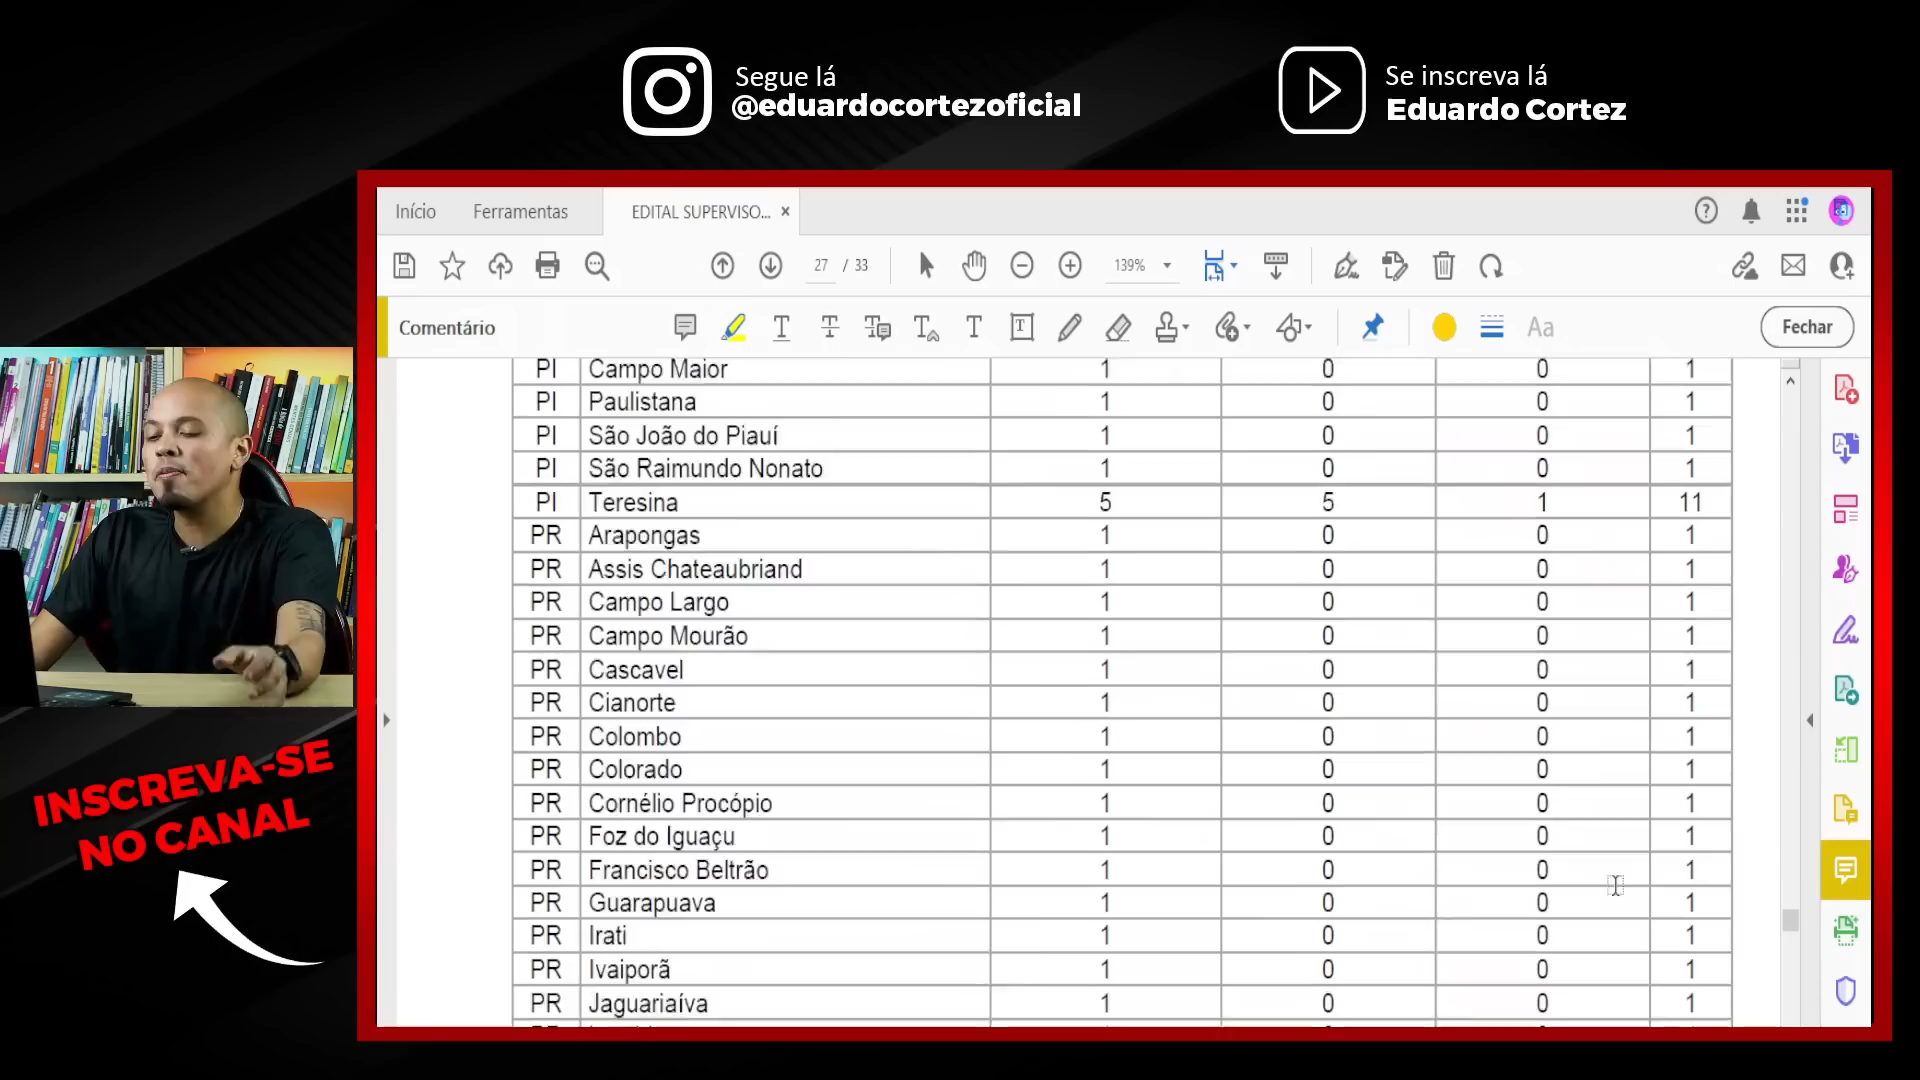 Segue lá
@eduardocortezoficial
Se inscreva lá
Eduardo Cortez
Início Ferramentas EDITAL SUPERVISO... ×
27 / 33 139%
Comentário Aa Fechar
PI Campo Maior 1 0 0 1
PI Paulistana 1 0 0 1
PI São João do Piauí 1 0 0 1
PI São Raimundo Nonato 1 0 0 1
PI Teresina 5 5 1 11
PR Arapongas 1 0 0 1
PR Assis Chateaubriand 1 0 0 1
PR Campo Largo 1 0 0 1
PR Campo Mourão 1 0 0 1
PR Cascavel 1 0 0 1
PR Cianorte 1 0 0 1
PR Colombo 1 0 0 1
PR Colorado 1 0 0 1
PR Cornélio Procópio 1 0 0 1
PR Foz do Iguaçu 1 0 0 1
PR Francisco Beltrão 1 0 0 1
PR Guarapuava 1 0 0 1
PR Irati 1 0 0 1
PR Ivaiporã 1 0 0 1
PR Jaguariaíva 1 0 0 1
INSCREVA-SE
NO CANAL